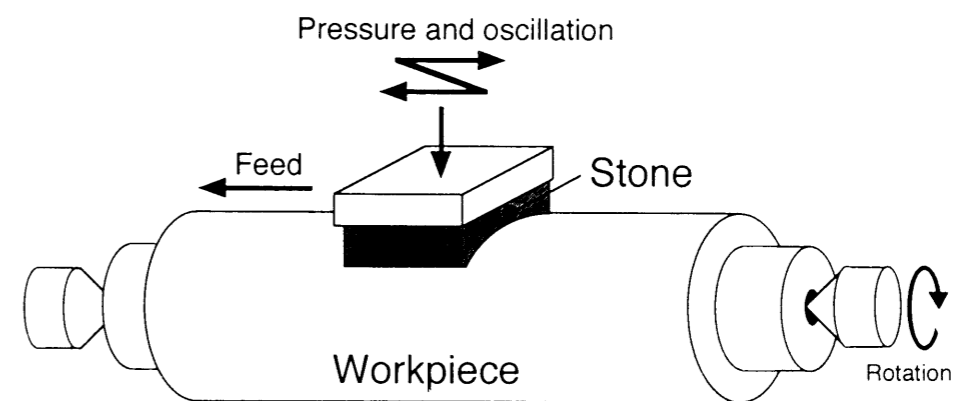 Pressure and oscillation
Feed
Stone
Workpiece
Rotation